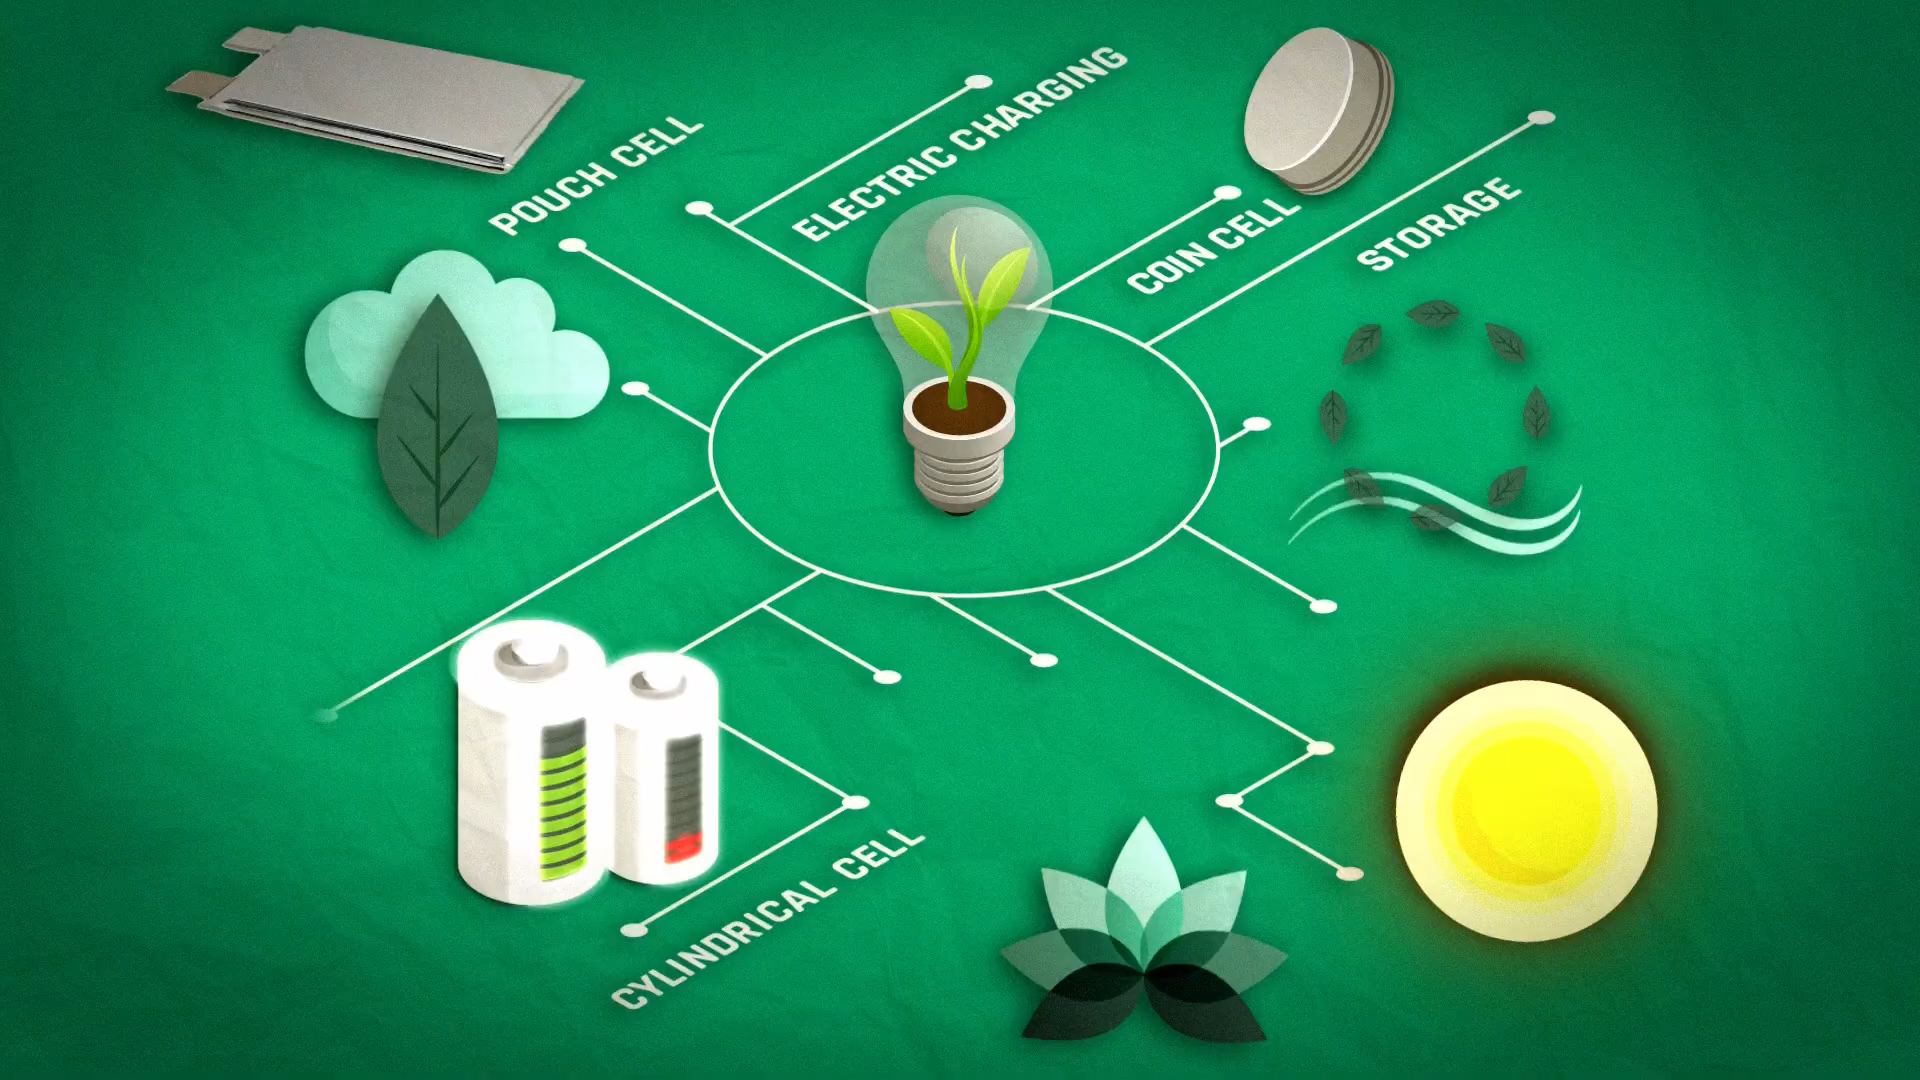 POUCH CELL
ELECTRIC CHARGING
COIN CELL
STORAGE
CYLINDRICAL CELL